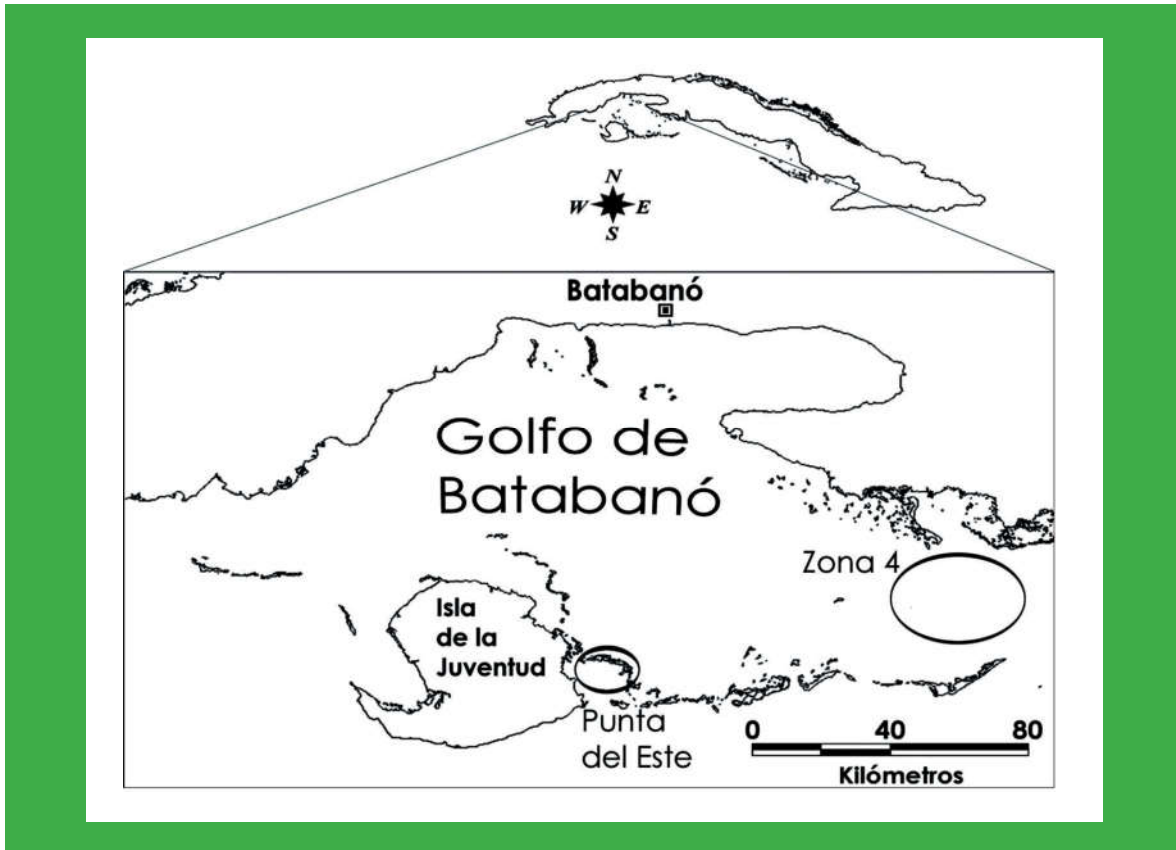 N
W E
S
Batabanó
Golfo de
Batabanó
Zona 4
Isla
de la
Juventud
Punta
del Este
0 40 80
Kilómetros